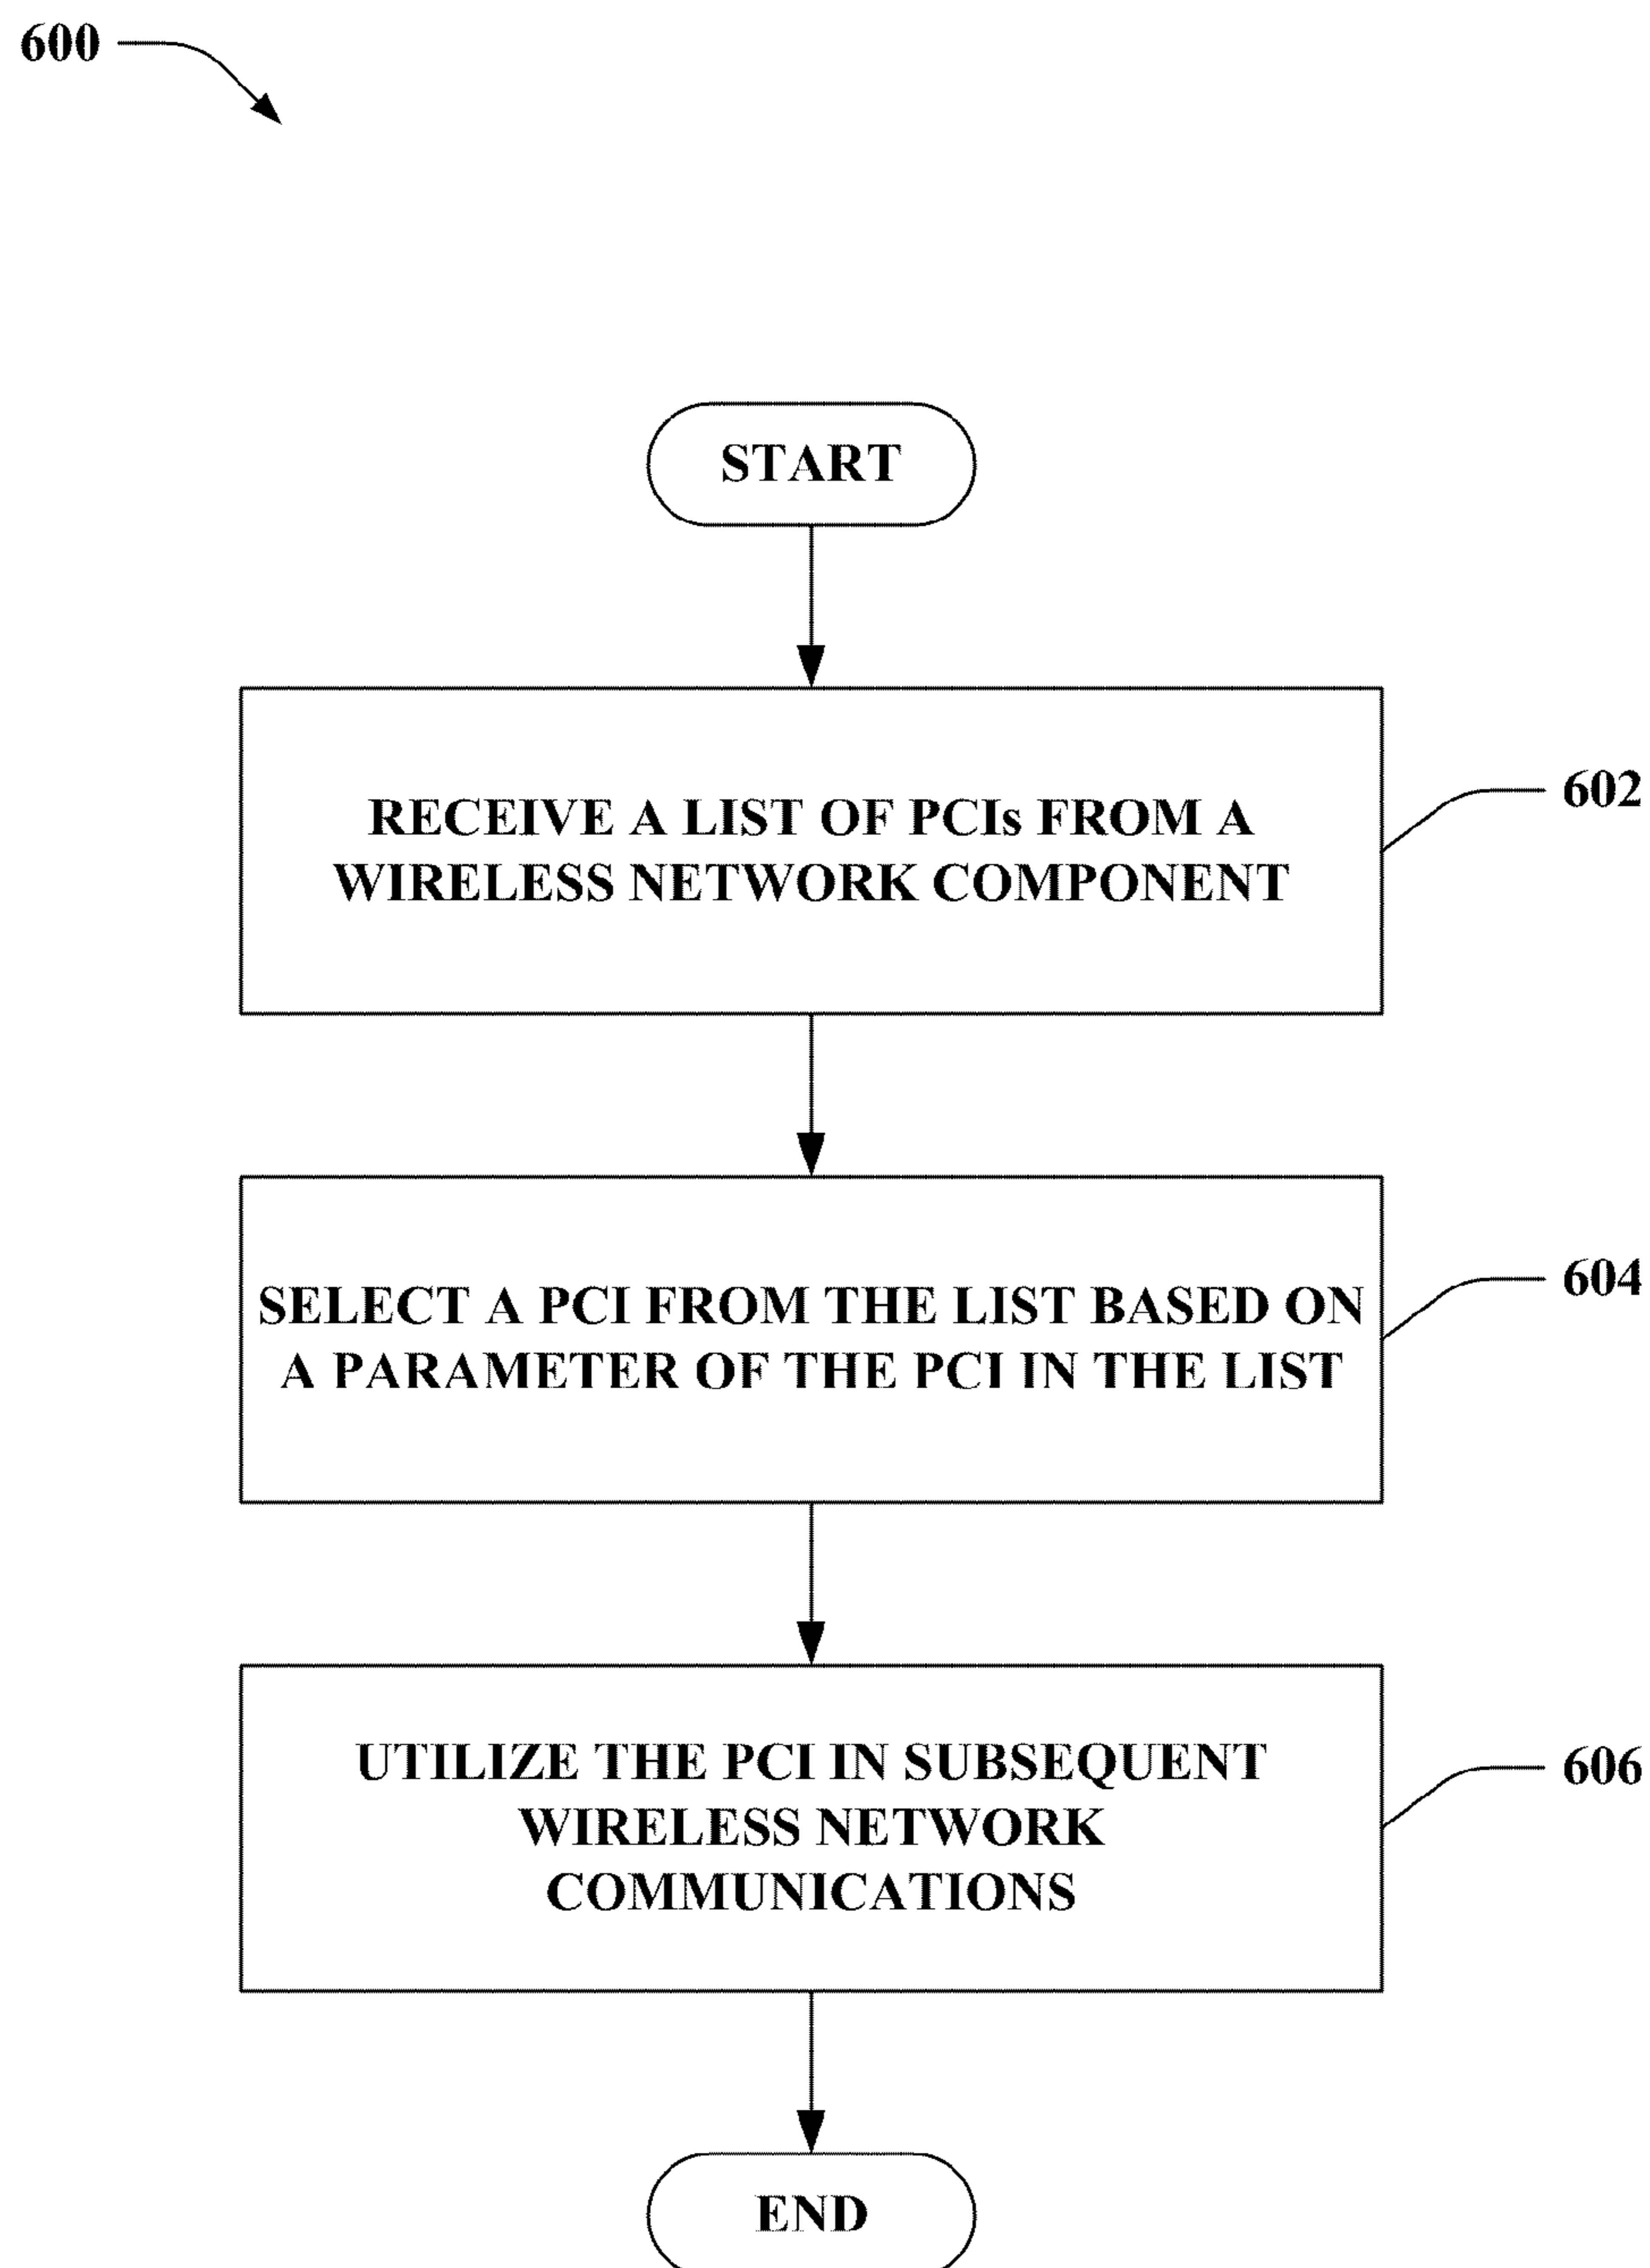 600
START
RECEIVE A LIST OF PCIs FROM A
WIRELESS NETWORK COMPONENT
602
SELECT A PCI FROM THE LIST BASED ON
A PARAMETER OF THE PCI IN THE LIST
604
UTILIZE THE PCI IN SUBSEQUENT
WIRELESS NETWORK
COMMUNICATIONS
606
END